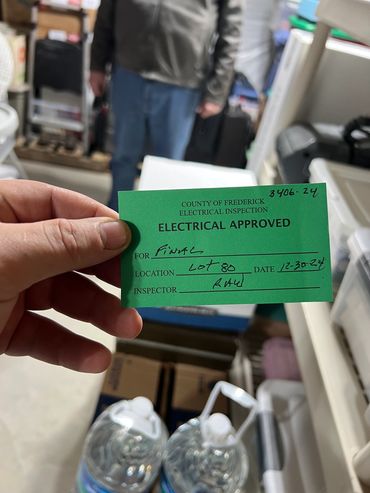 3406-24
COUNTY OF FREDERICK
ELECTRICAL INSPECTION
ELECTRICAL APPROVED
FOR FINAL
LOCATION LOT 80 DATE 12-30-24
INSPECTOR